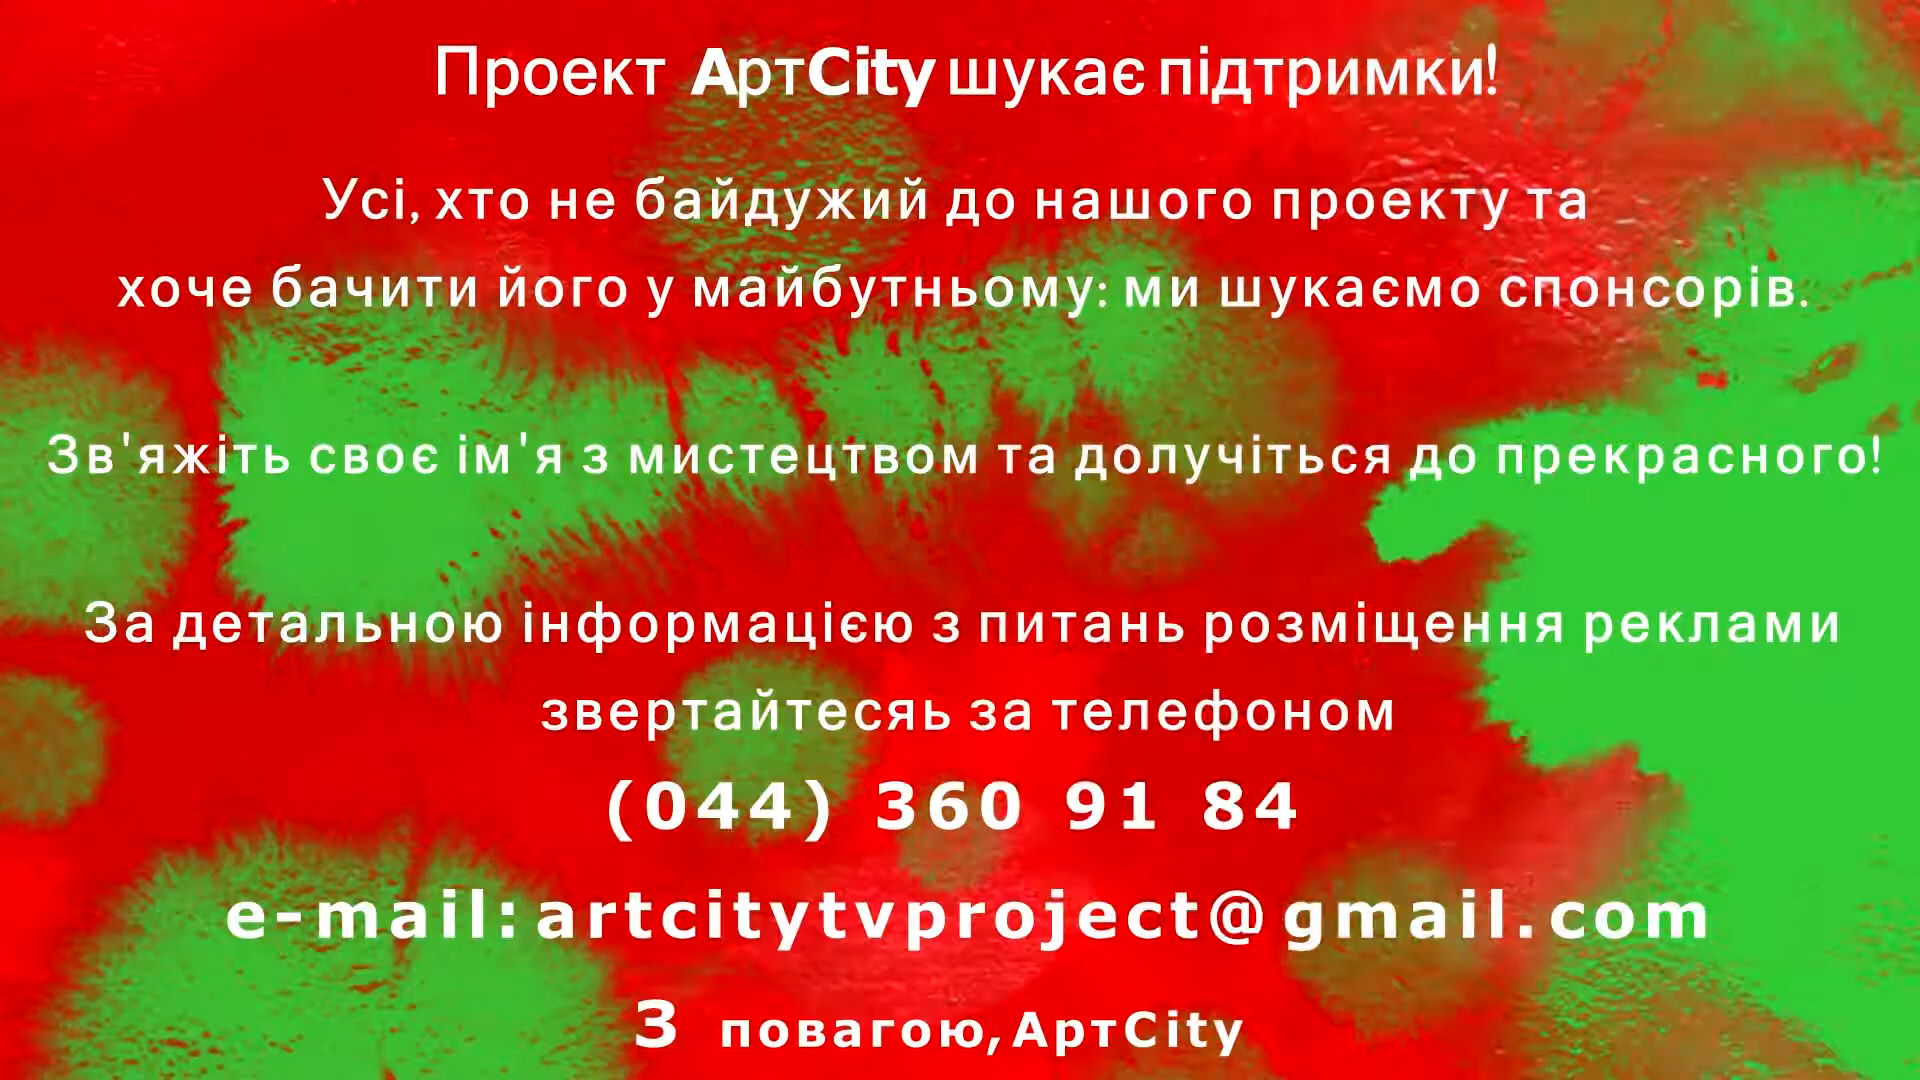 Проект АртCity шукає підтримки!
Усі, хто не байдужий до нашого проекту та
хоче бачити його у майбутньому: ми шукаємо спонсорів.
Зв'яжіть своє ім'я з мистецтвом та долучіться до прекрасного!
За детальною інформацією з питань розміщення реклами
звертайтесяь за телефоном
(044) 360 91 84
e-mail: artcitytvproject@gmail.com
З повагою, АртCity